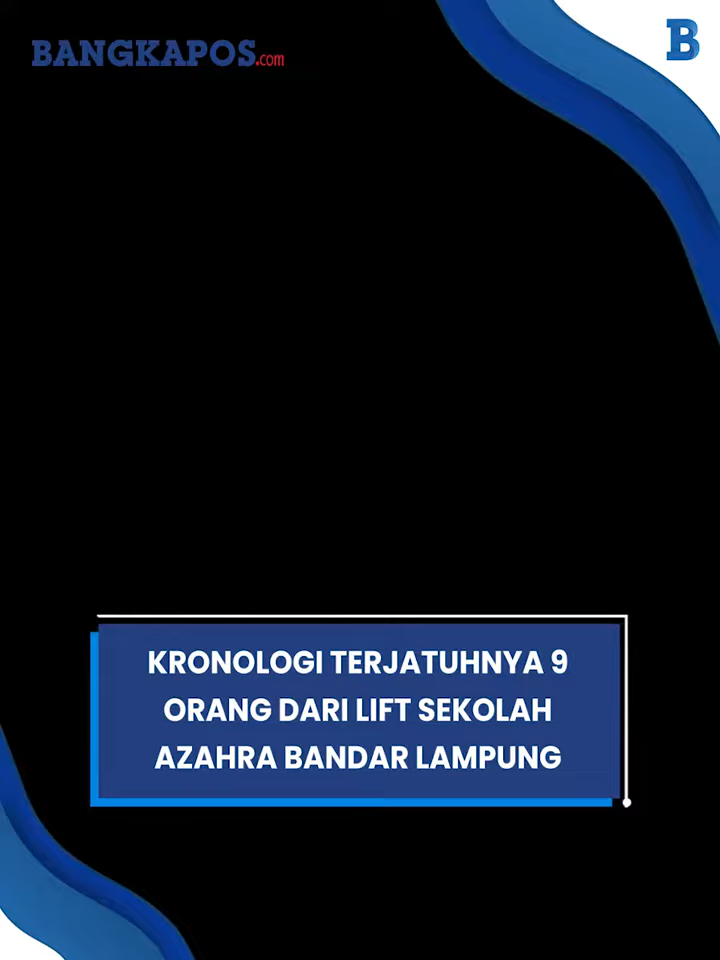 BANGKAPOS.com
B
KRONOLOGI TERJATUHNYA 9
ORANG DARI LIFT SEKOLAH
AZAHRA BANDAR LAMPUNG